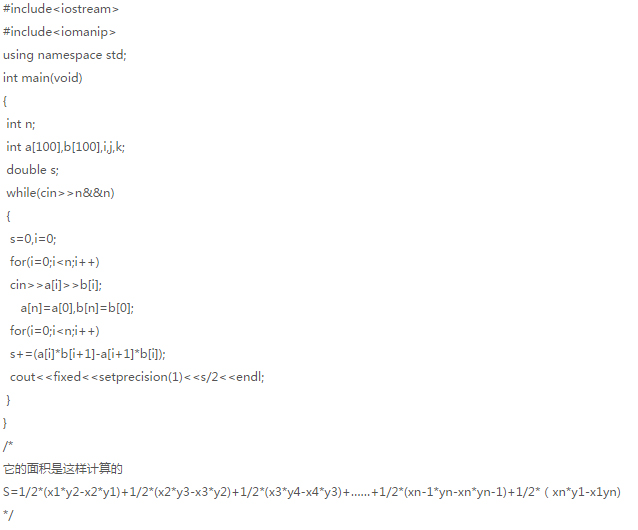 #include<iostream>
#include<iomanip>
using namespace std;
int main(void)
{
int n;
int a[100],b[100],i,j,k;
double s;
while(cin>>n&&n)
{
s=0,i=0;
for(i=0;i<n;i++)
cin>>a[i]>>b[i];
a[n]=a[0],b[n]=b[0];
for(i=0;i<n;i++)
s+=(a[i]*b[i+1]-a[i+1]*b[i]);
cout<<fixed<<setprecision(1)<<s/2<<endl;
}
}
/*
它的面积是这样计算的
S=1/2*(x1*y2-x2*y1)+1/2*(x2*y3-x3*y2)+1/2*(x3*y4-x4*y3)+……+1/2*(xn-1*yn-xn*yn-1)+1/2*（xn*y1-x1yn)
*/